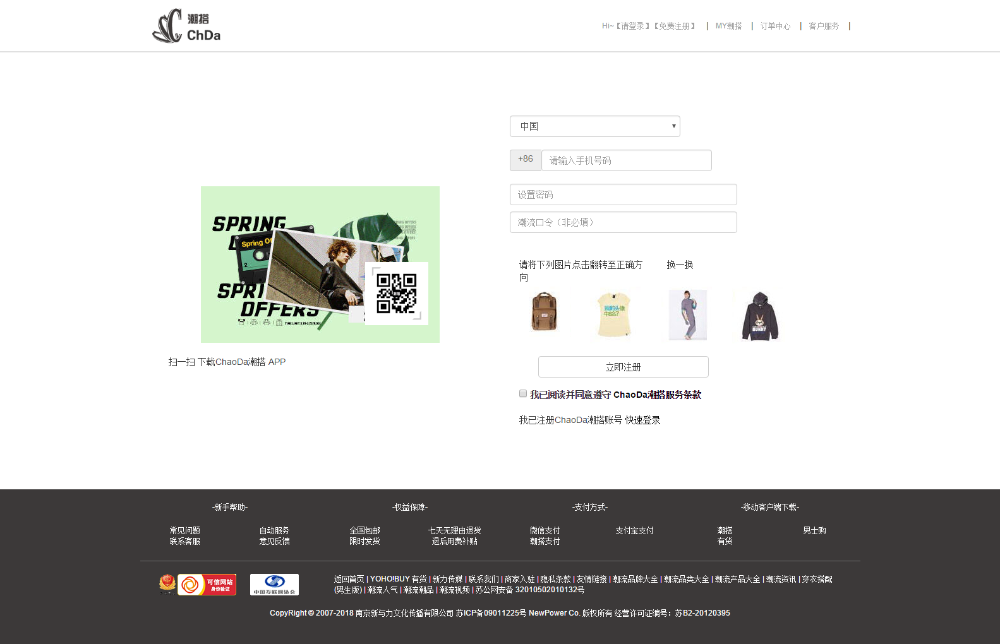 潮搭
ChDa
Hi~【请登录】【免费注册】 | MY潮搭 | 订单中心 | 客户服务 |
中国
+86 请输入手机号码
设置密码
潮流口令（非必填）
请将下列图片点击翻转至正确方
向
换一换
SPRING
Spring Of
SPRI
OFFERS
TIME LIMIT:
我的头像
牛B么?
BUNNY
扫一扫 下载ChaoDa潮搭 APP
立即注册
我已阅读并同意遵守 ChaoDa潮搭服务条款
我已注册ChaoDa潮搭账号 快速登录
-新手帮助- -权益保障- -支付方式- -移动客户端下载-
常见问题 自动服务 全国包邮 七天无理由退货 微信支付 支付宝支付 潮搭 男士购
联系客服 意见反馈 限时发货 退后用费补贴 潮搭支付 有货
可信网站
身份验证
中国互联网协会
返回首页 | YOHO!BUY 有货 | 新力传媒 | 联系我们 | 商家入驻 | 隐私条款 | 友情链接 | 潮流品牌大全 | 潮流品类大全 | 潮流产品大全 | 潮流资讯 | 穿衣搭配
(男生版) | 潮流人气 | 潮流潮品 | 潮流视频 | 苏公网安备 32010502010132号
CopyRight © 2007-2018 南京新与力文化传播有限公司 苏ICP备09011225号 NewPower Co. 版权所有 经营许可证编号：苏B2-20120395